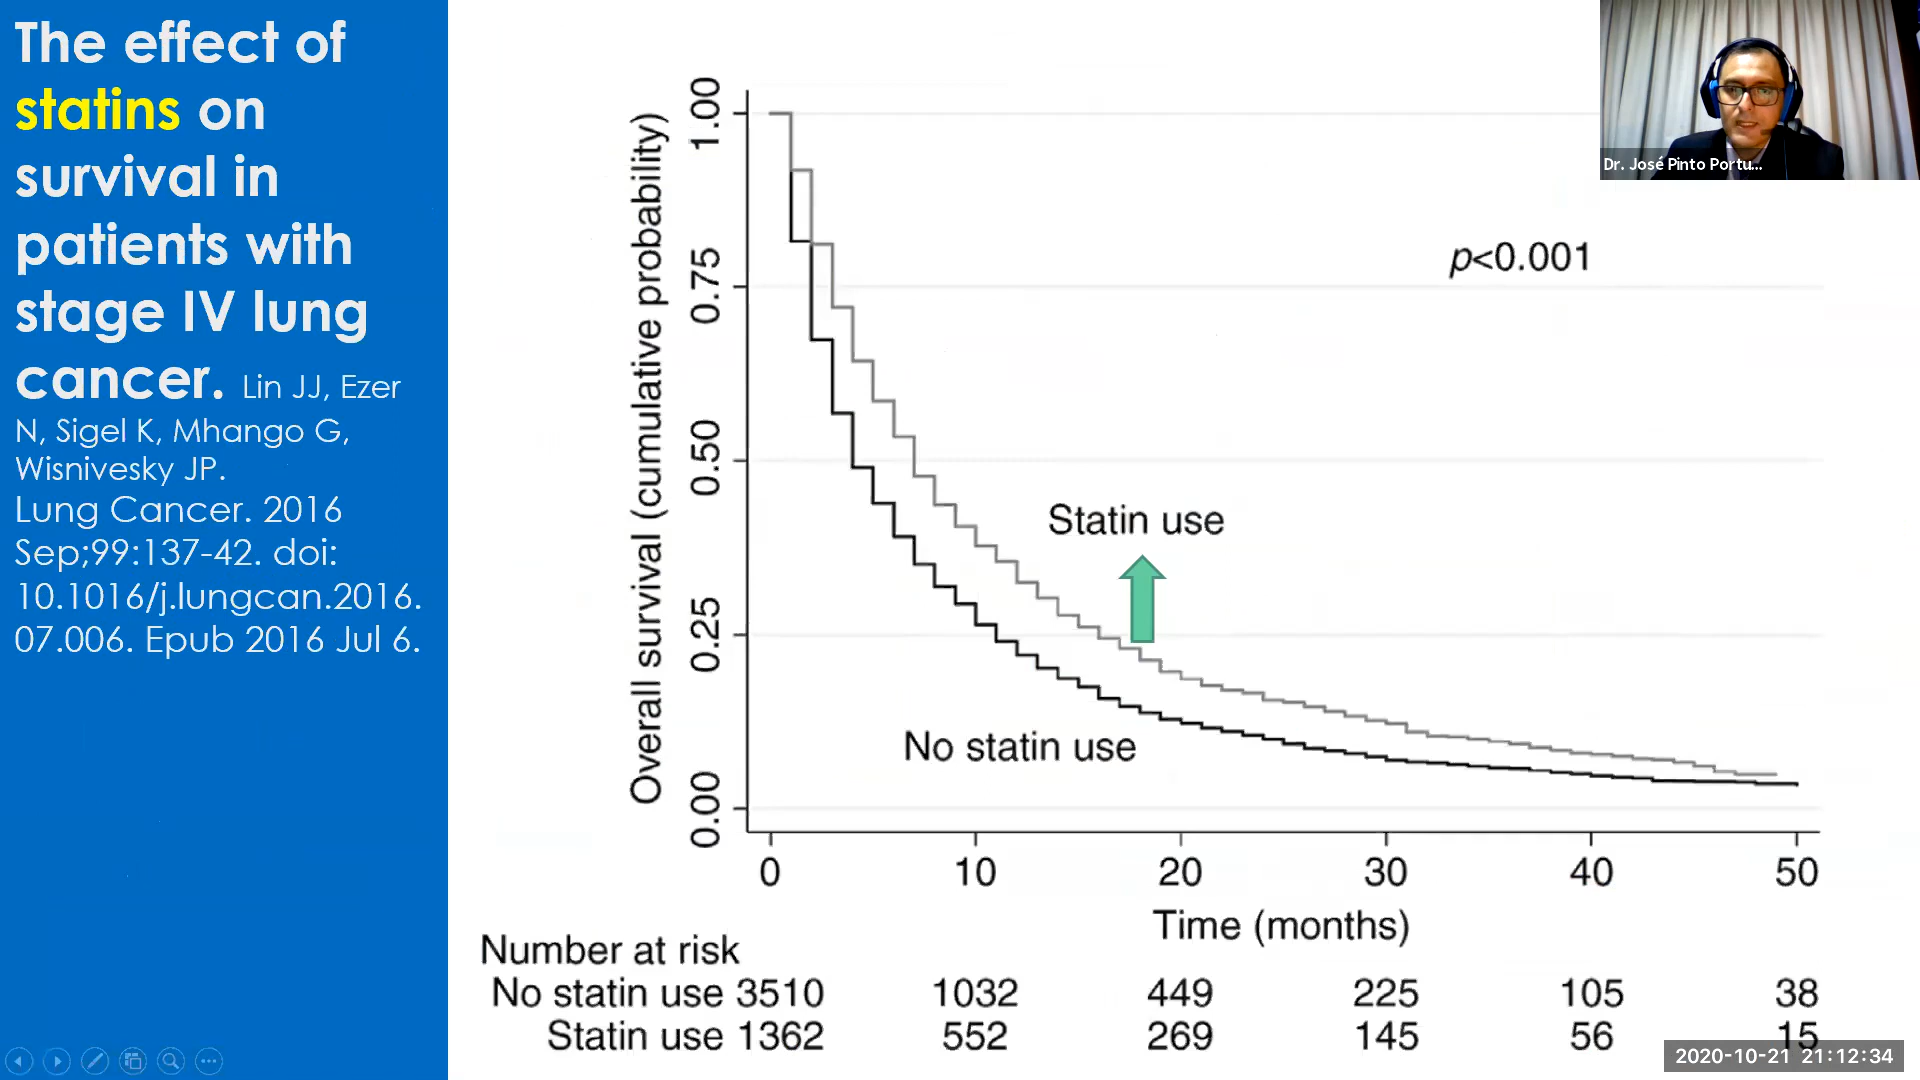 The effect of
statins on
survival in
patients with
stage IV lung
cancer. Lin JJ, Ezer
N, Sigel K, Mhango G,
Wisnivesky JP.
Lung Cancer. 2016
Sep;99:137-42. doi:
10.1016/j.lungcan.2016.
07.006. Epub 2016 Jul 6.
Overall survival (cumulative probability)
1.00
0.75
0.50
0.25
0.00
p<0.001
Statin use
No statin use
0 10 20 30 40 50
Time (months)
Number at risk
No statin use 3510 1032 449 225 105 38
Statin use 1362 552 269 145 56 15
Dr. José Pinto Portu...
2020-10-21 21:12:34